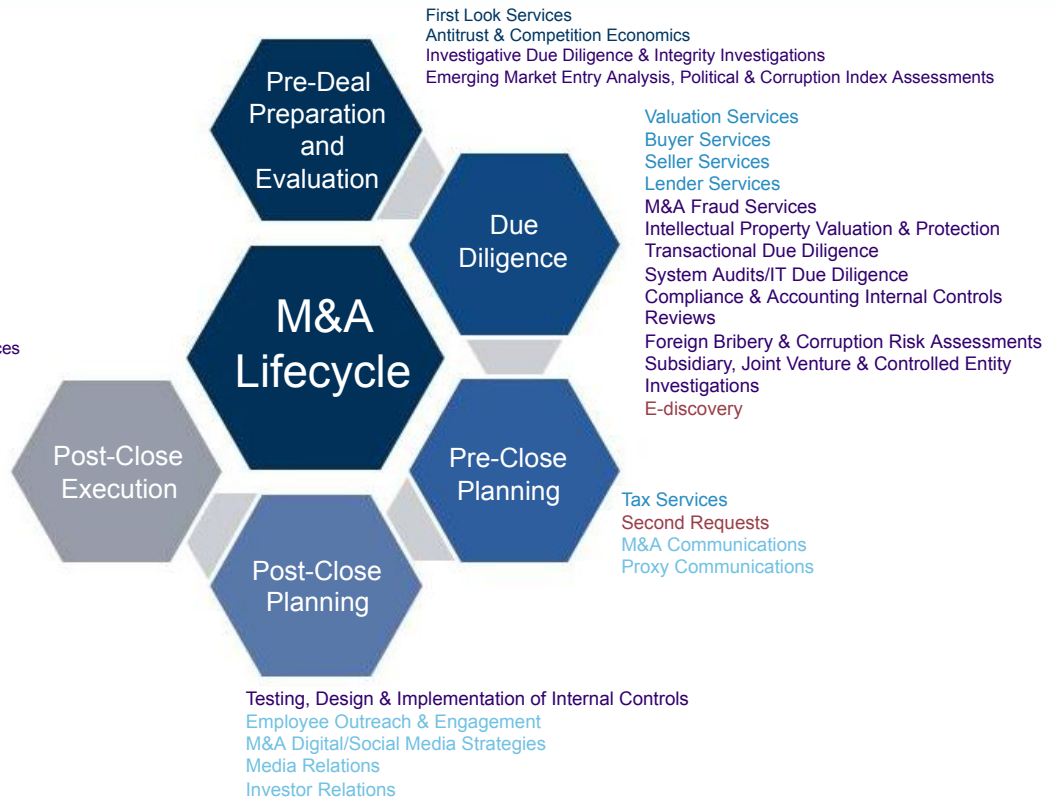 First Look Services
Antitrust & Competition Economics
Investigative Due Diligence & Integrity Investigations
Emerging Market Entry Analysis, Political & Corruption Index Assessments
Pre-Deal
Preparation
and
Evaluation
Valuation Services
Buyer Services
Seller Services
Lender Services
M&A Fraud Services
Intellectual Property Valuation & Protection
Transactional Due Diligence
System Audits/IT Due Diligence
Compliance & Accounting Internal Controls
Reviews
Foreign Bribery & Corruption Risk Assessments
Subsidiary, Joint Venture & Controlled Entity
Investigations
E-discovery
Due
Diligence
M&A
Lifecycle
Pre-Close
Planning
Tax Services
Second Requests
M&A Communications
Proxy Communications
Post-Close
Planning
Testing, Design & Implementation of Internal Controls
Employee Outreach & Engagement
M&A Digital/Social Media Strategies
Media Relations
Investor Relations
Post-Close
Execution